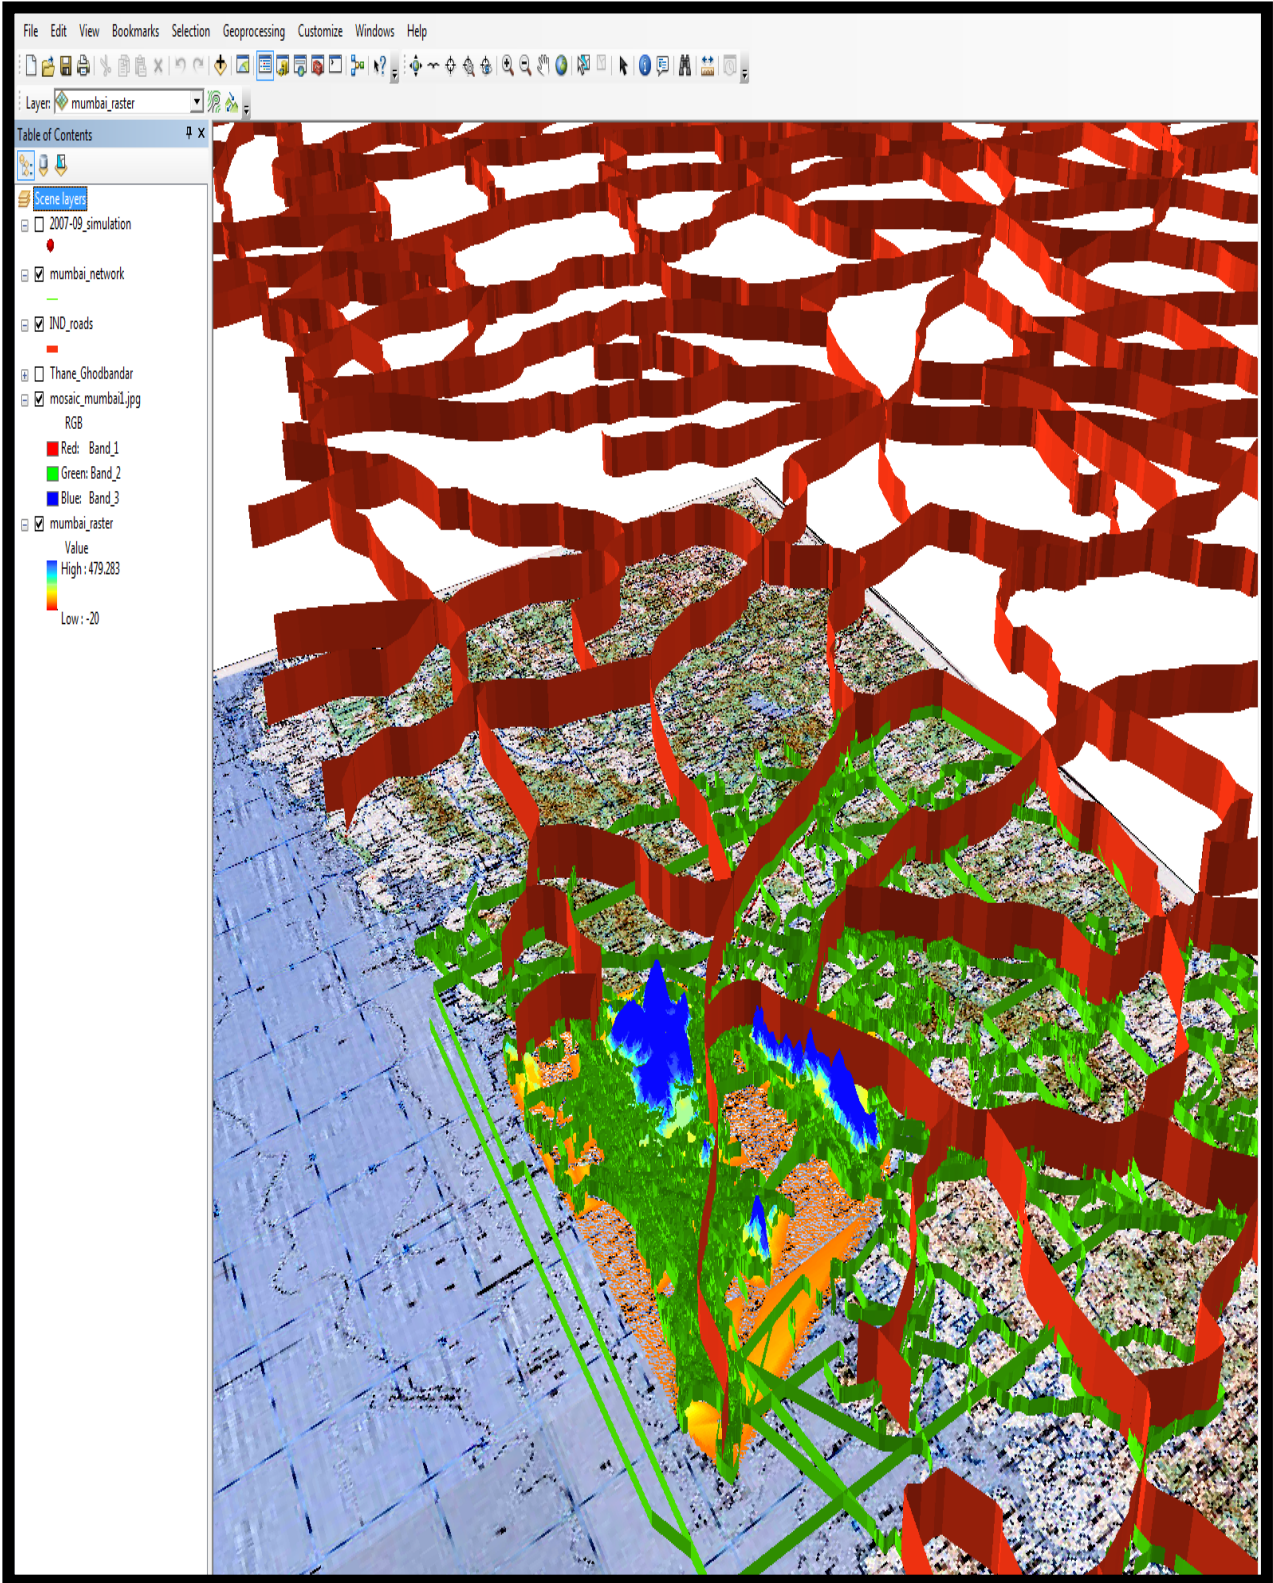 File Edit View Bookmarks Selection Geoprocessing Customize Windows Help
Layer: mumbai_raster
Table of Contents
Scene layers
2007-09_simulation
mumbai_network
IND_roads
Thane_Ghodbandar
mosaic_mumbai1.jpg
RGB
Red: Band_1
Green: Band_2
Blue: Band_3
mumbai_raster
Value
High : 479.283
Low : -20